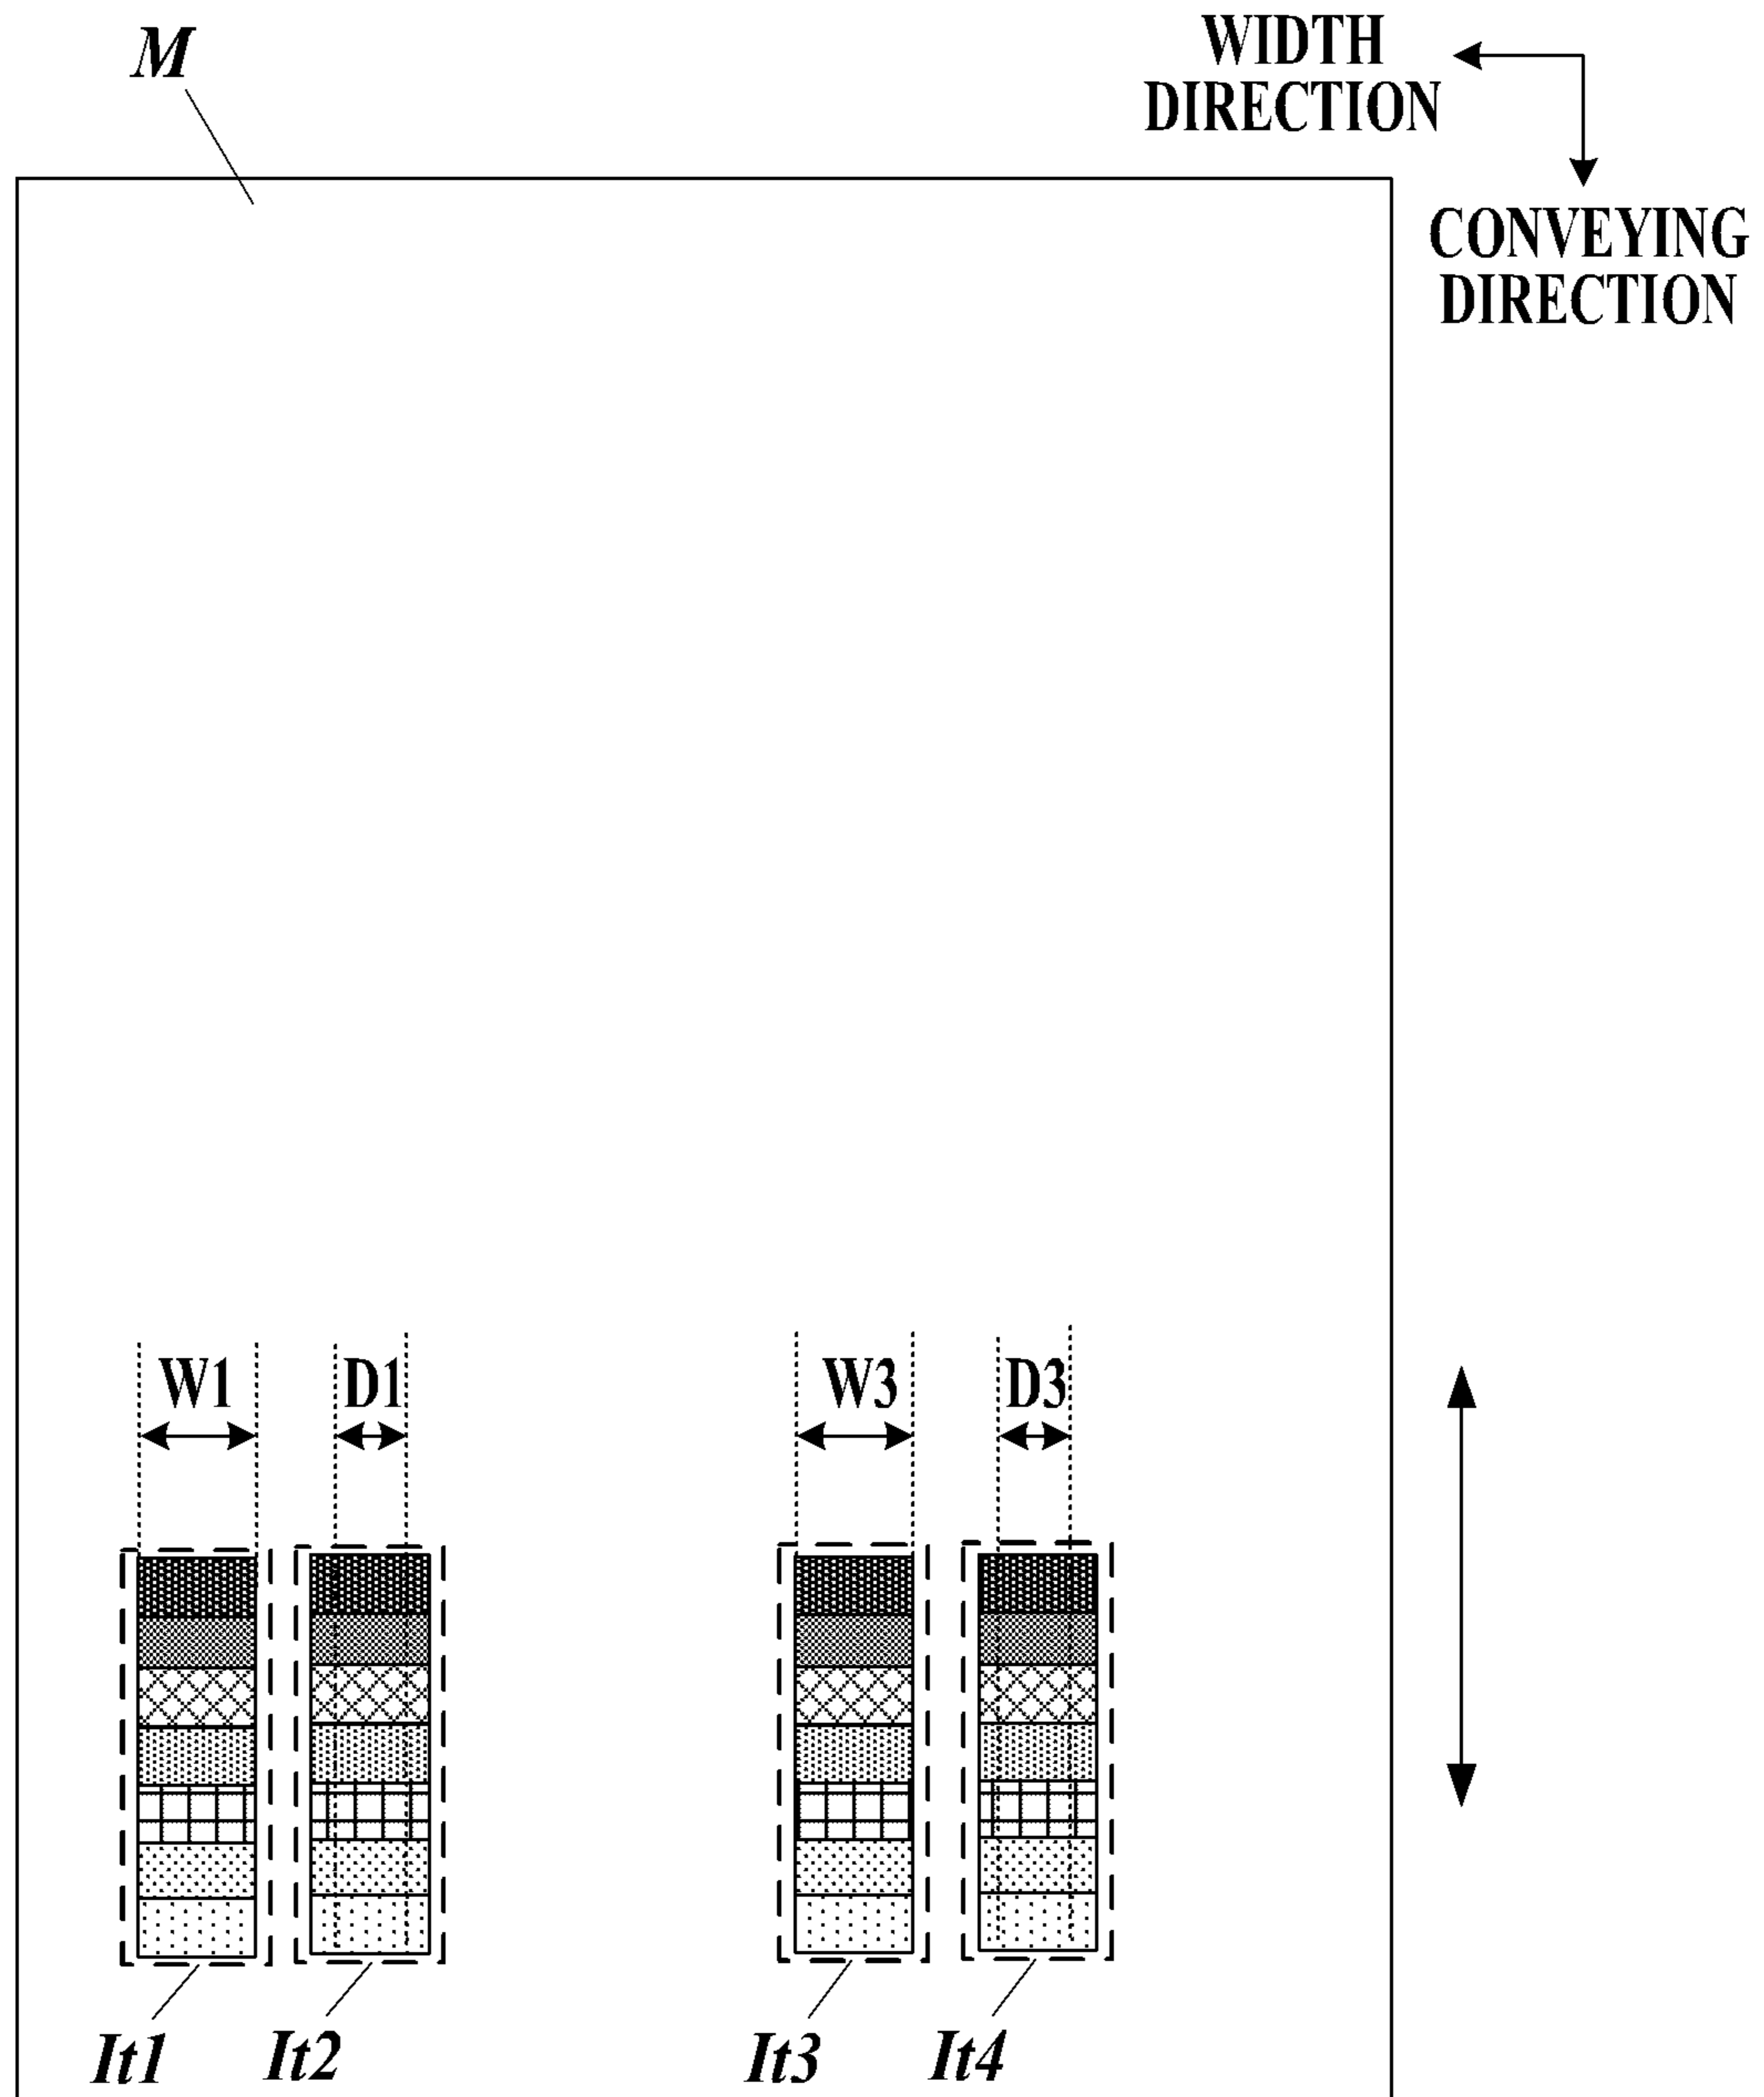 M
WIDTH
DIRECTION
CONVEYING
DIRECTION
W1
D1
W3
D3
It1
It2
It3
It4